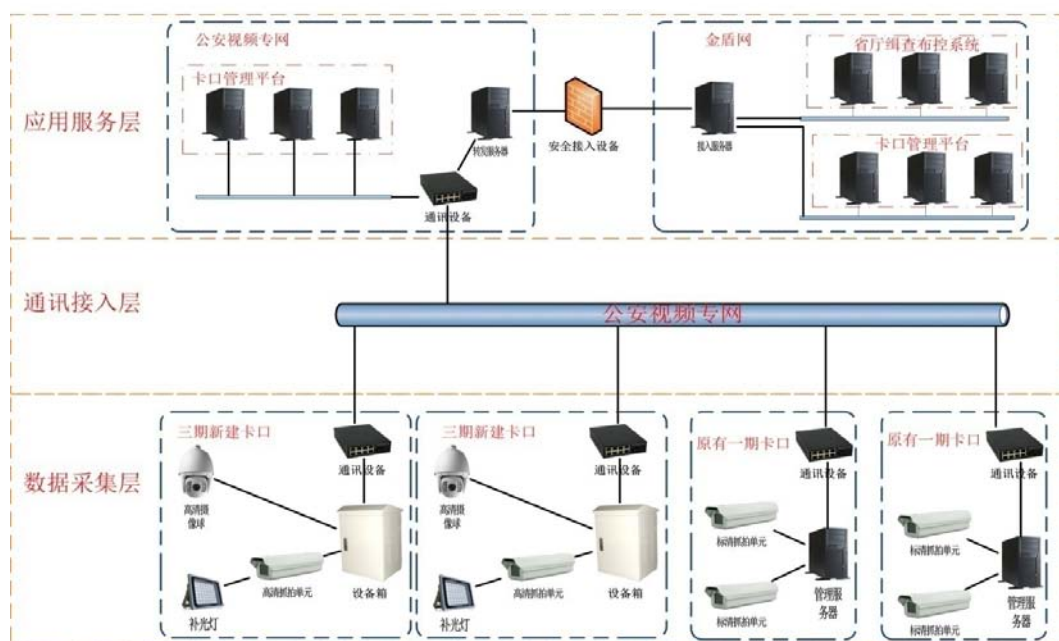 公安视频专网
金盾网
省厅缉查布控系统
卡口管理平台
应用服务层
转发服务器
安全接入设备
接入服务器
卡口管理平台
通讯设备
通讯接入层
公安视频专网
三期新建卡口
三期新建卡口
原有一期卡口
原有一期卡口
通讯设备
通讯设备
通讯设备
通讯设备
数据采集层
高清摄
像球
高清摄
像球
标清抓拍单元
标清抓拍单元
高清抓拍单元
设备箱
高清抓拍单元
设备箱
管理服
务器
管理服
务器
补光灯
补光灯
标清抓拍单元
标清抓拍单元